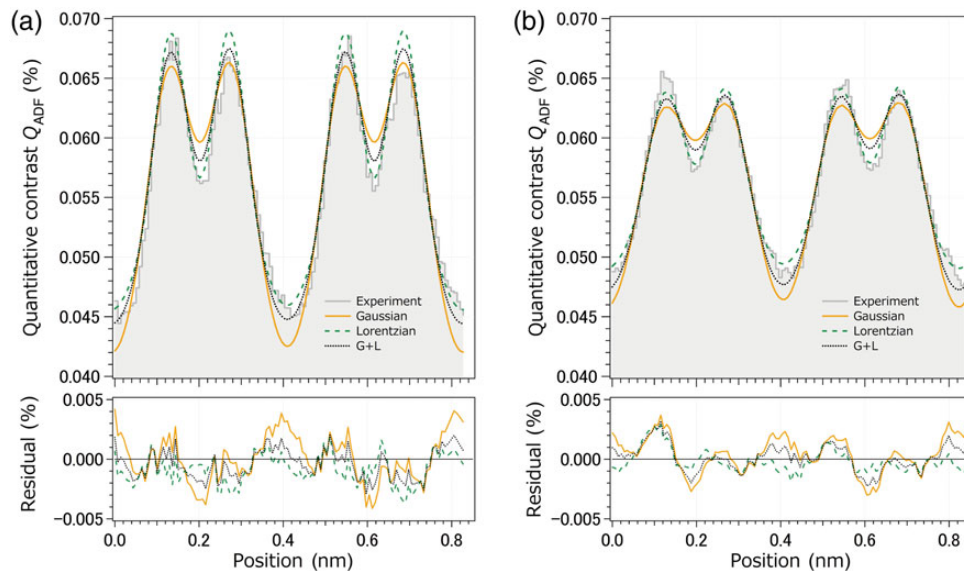 (a)
Quantitative contrast QADF (%)
0.070
0.065
0.060
0.055
0.050
0.045
0.040
Experiment
Gaussian
Lorentzian
G+L
Residual (%)
0.005
0.000
−0.005
0.0 0.2 0.4 0.6 0.8
Position (nm)
(b)
Quantitative contrast QADF (%)
0.070
0.065
0.060
0.055
0.050
0.045
0.040
Experiment
Gaussian
Lorentzian
G+L
Residual (%)
0.005
0.000
−0.005
0.0 0.2 0.4 0.6 0.8
Position (nm)